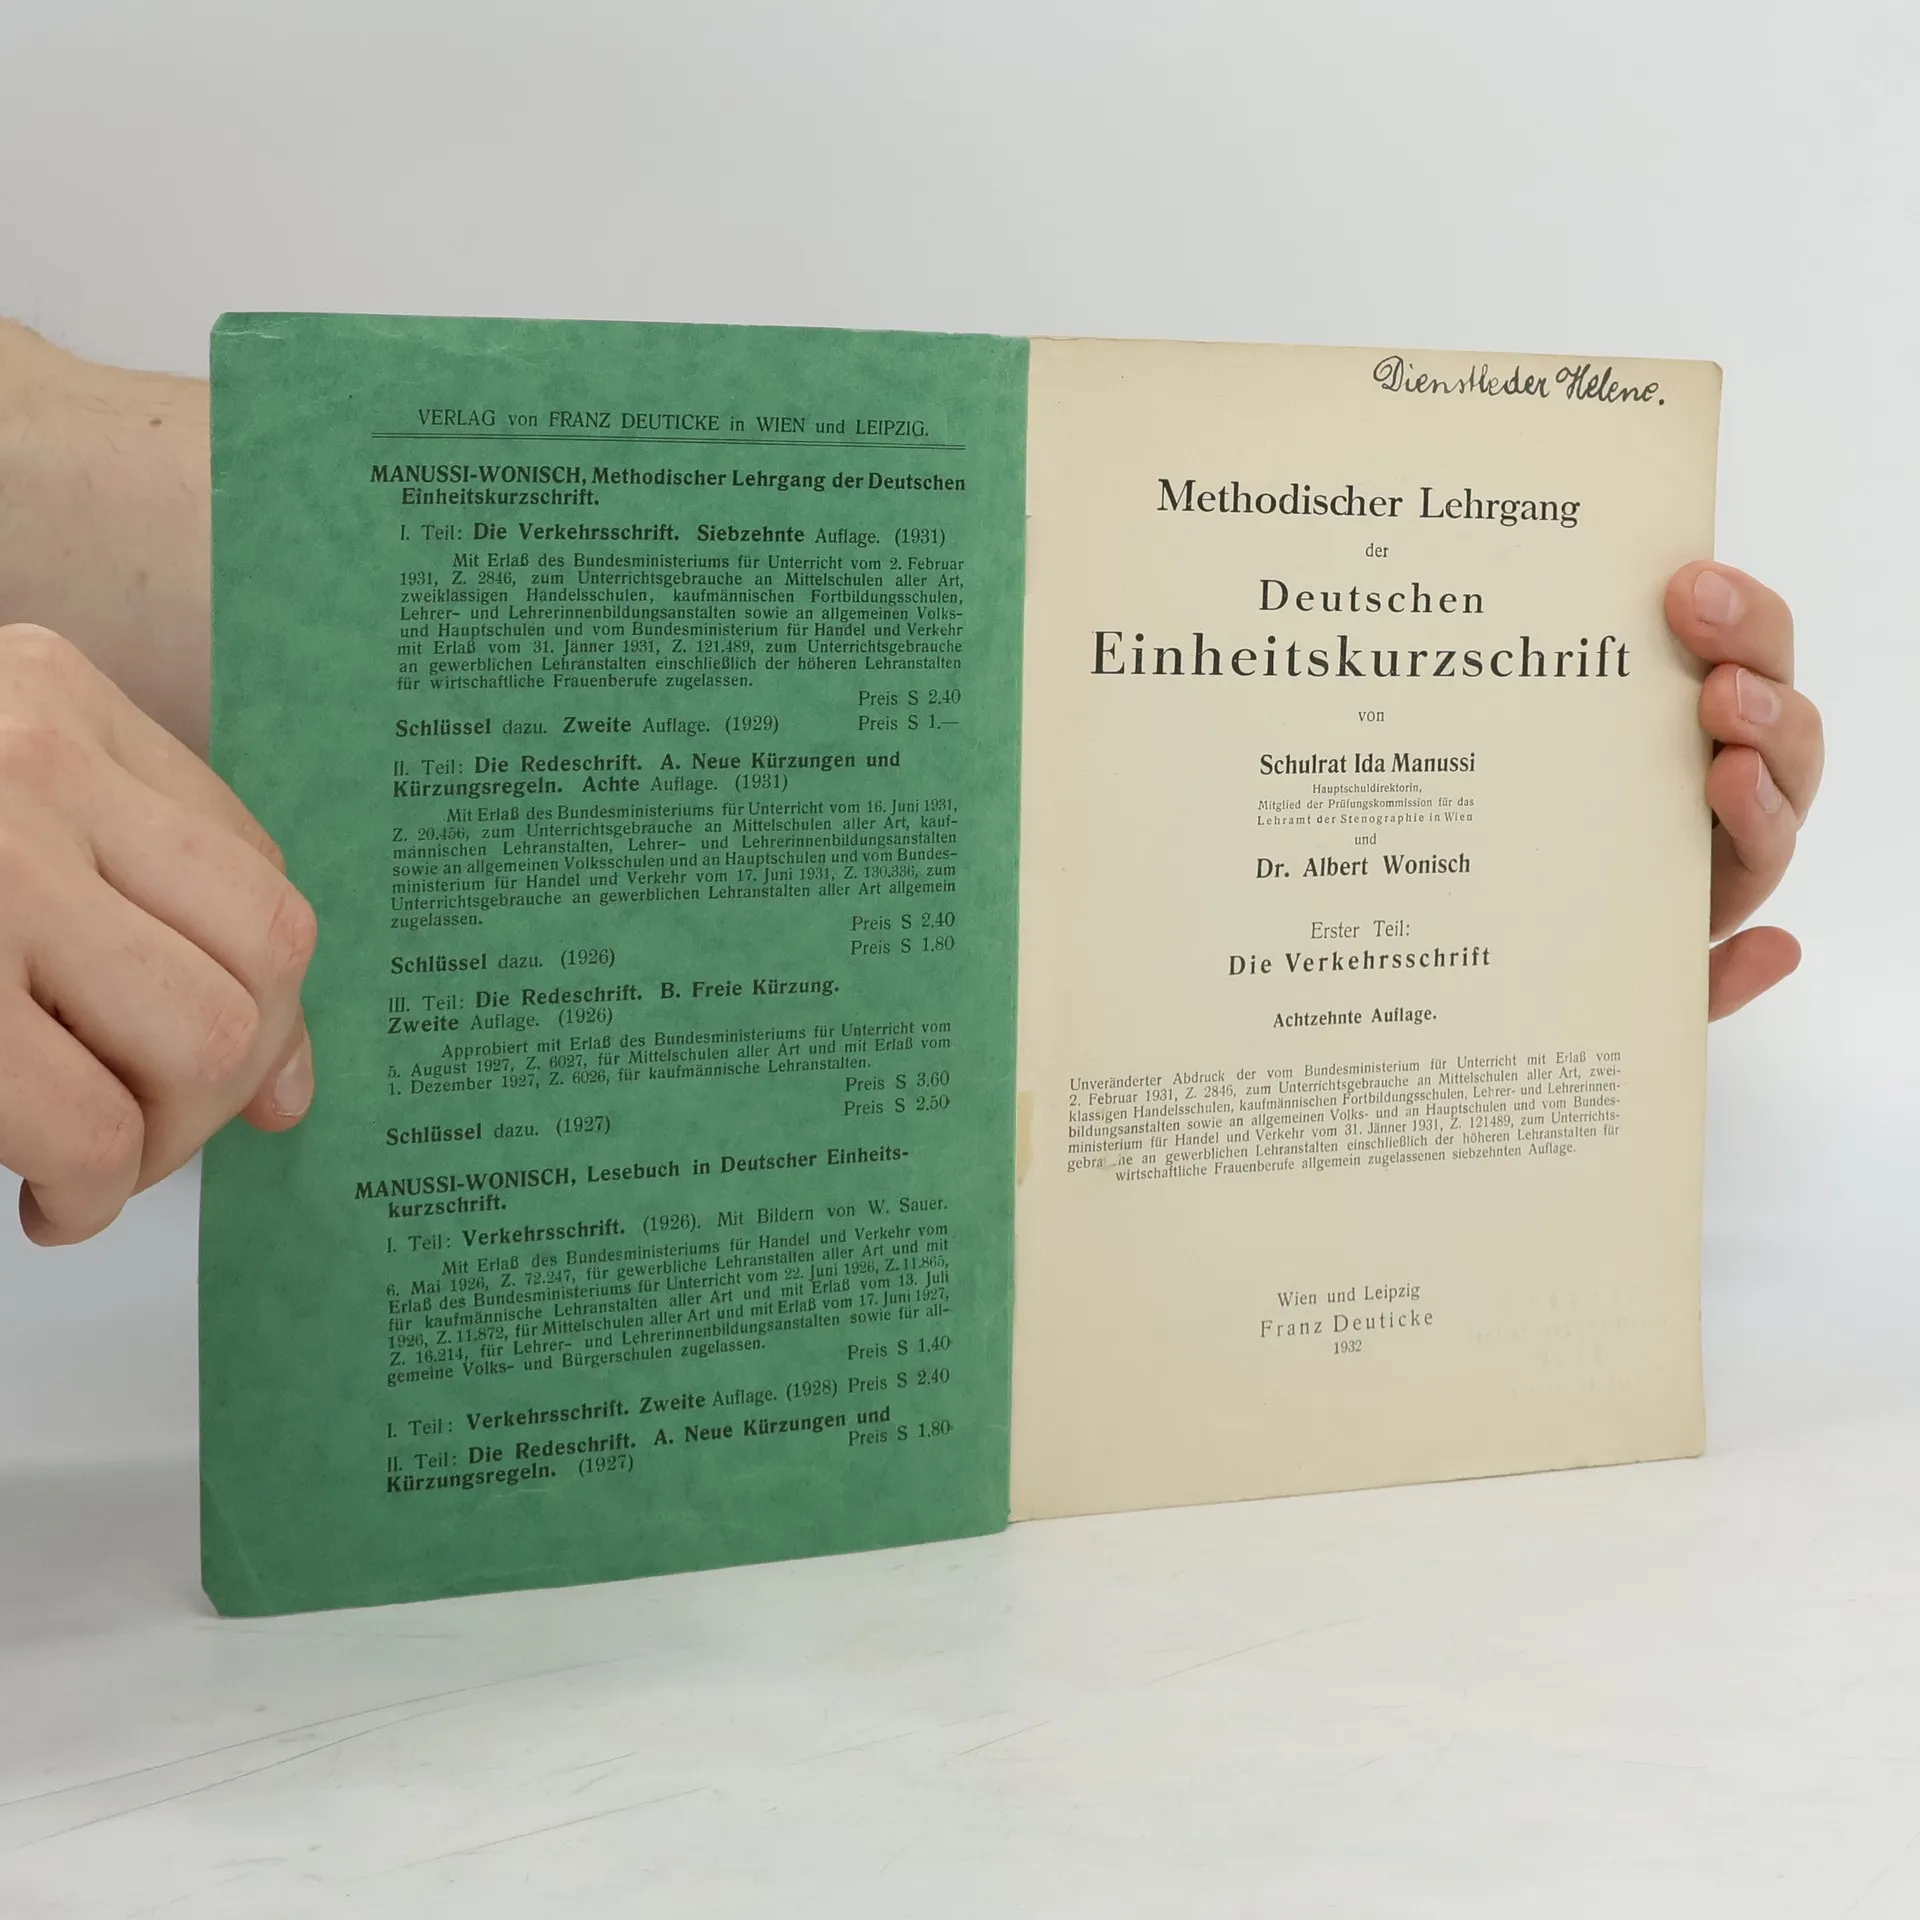 VERLAG von FRANZ DEUTICKE in WIEN und LEIPZIG.
MANUSSI-WONISCH, Methodischer Lehrgang der Deutschen
Einheitskurzschrift.
I. Teil: Die Verkehrsschrift. Siebzehnte Auflage. (1931)
Mit Erlaß des Bundesministeriums für Unterricht vom 2. Februar
1931, Z. 2846, zum Unterrichtsgebrauche an Mittelschulen aller Art,
zweiklassigen Handelsschulen, kaufmännischen Fortbildungsschulen,
Lehrer- und Lehrerinnenbildungsanstalten sowie an allgemeinen Volks-
und Hauptschulen und vom Bundesministerium für Handel und Verkehr
mit Erlaß vom 31. Jänner 1931, Z. 121.489, zum Unterrichtsgebrauche
an gewerblichen Lehranstalten einschließlich der höheren Lehranstalten
für wirtschaftliche Frauenberufe zugelassen.
Preis S 2.40
Schlüssel dazu. Zweite Auflage. (1929) Preis S 1.—
II. Teil: Die Redeschrift. A. Neue Kürzungen und
Kürzungsregeln. Achte Auflage. (1931)
Mit Erlaß des Bundesministeriums für Unterricht vom 16. Juni 1931,
Z. 20.456, zum Unterrichtsgebrauche an Mittelschulen aller Art, kauf-
männischen Lehranstalten, Lehrer- und Lehrerinnenbildungsanstalten
sowie an allgemeinen Volksschulen und an Hauptschulen und vom Bundes-
ministerium für Handel und Verkehr vom 17. Juni 1931, Z. 130.336, zum
Unterrichtsgebrauche an gewerblichen Lehranstalten aller Art allgemein
zugelassen.
Preis S 2.40
Schlüssel dazu. (1926) Preis S 1.80
III. Teil: Die Redeschrift. B. Freie Kürzung.
Zweite Auflage. (1926)
Approbiert mit Erlaß des Bundesministeriums für Unterricht vom
5. August 1927, Z. 6027, für Mittelschulen aller Art und mit Erlaß vom
1. Dezember 1927, Z. 6026, für kaufmännische Lehranstalten.
Preis S 3.60
Schlüssel dazu. (1927) Preis S 2.50
MANUSSI-WONISCH, Lesebuch in Deutscher Einheits-
kurzschrift.
I. Teil: Verkehrsschrift. (1926). Mit Bildern von W. Sauer.
Mit Erlaß des Bundesministeriums für Handel und Verkehr vom
6. Mai 1926, Z. 72.247, für gewerbliche Lehranstalten aller Art und mit
Erlaß des Bundesministeriums für Unterricht vom 22. Juni 1926, Z. 11.865,
für kaufmännische Lehranstalten aller Art und mit Erlaß vom 13. Juli
1926, Z. 11.872, für Mittelschulen aller Art und mit Erlaß vom 17. Juni 1927,
Z. 16.214, für Lehrer- und Lehrerinnenbildungsanstalten sowie für all-
gemeine Volks- und Bürgerschulen zugelassen.
Preis S 1.40
I. Teil: Verkehrsschrift. Zweite Auflage. (1928) Preis S 2.40
II. Teil: Die Redeschrift. A. Neue Kürzungen und
Kürzungsregeln. (1927) Preis S 1.80
Dienstleder Helene.
Methodischer Lehrgang
der
Deutschen
Einheitskurzschrift
von
Schulrat Ida Manussi
Hauptschuldirektorin,
Mitglied der Prüfungskommission für das
Lehramt der Stenographie in Wien
und
Dr. Albert Wonisch
Erster Teil:
Die Verkehrsschrift
Achtzehnte Auflage.
Unveränderter Abdruck der vom Bundesministerium für Unterricht mit Erlaß vom
2. Februar 1931, Z. 2846, zum Unterrichtsgebrauche an Mittelschulen aller Art, zwei-
klassigen Handelsschulen, kaufmännischen Fortbildungsschulen, Lehrer- und Lehrerinnen-
bildungsanstalten sowie an allgemeinen Volks- und an Hauptschulen und vom Bundes-
ministerium für Handel und Verkehr vom 31. Jänner 1931, Z. 121489, zum Unterrichts-
gebrauche an gewerblichen Lehranstalten einschließlich der höheren Lehranstalten für
wirtschaftliche Frauenberufe allgemein zugelassenen siebzehnten Auflage.
Wien und Leipzig
Franz Deuticke
1932